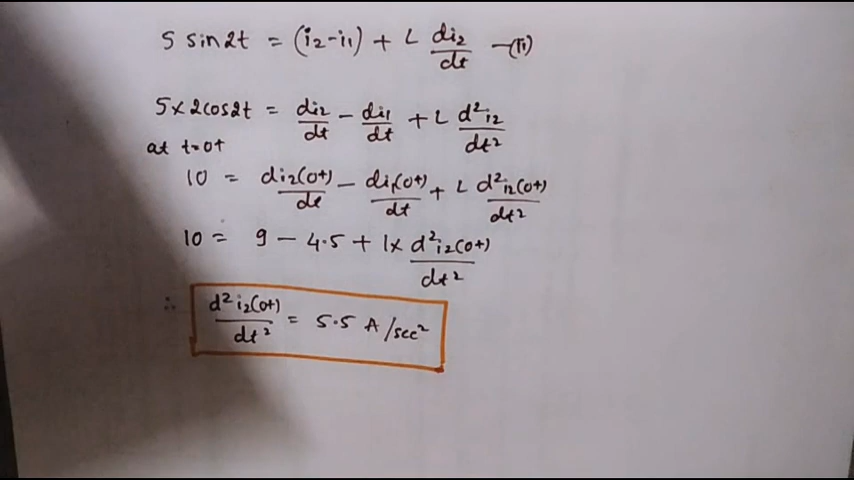 5 sin2t = (i2-i1) + L di2/dt —(II)
5×2cos2t = di2/dt - di1/dt + L d²i2/dt²
at t=0+
10 = di2(0+)/dt - di1(0+)/dt + L d²i2(0+)/dt²
10 = 9 - 4.5 + 1× d²i2(0+)/dt²
∴ d²i2(0+)/dt² = 5.5 A/sec²